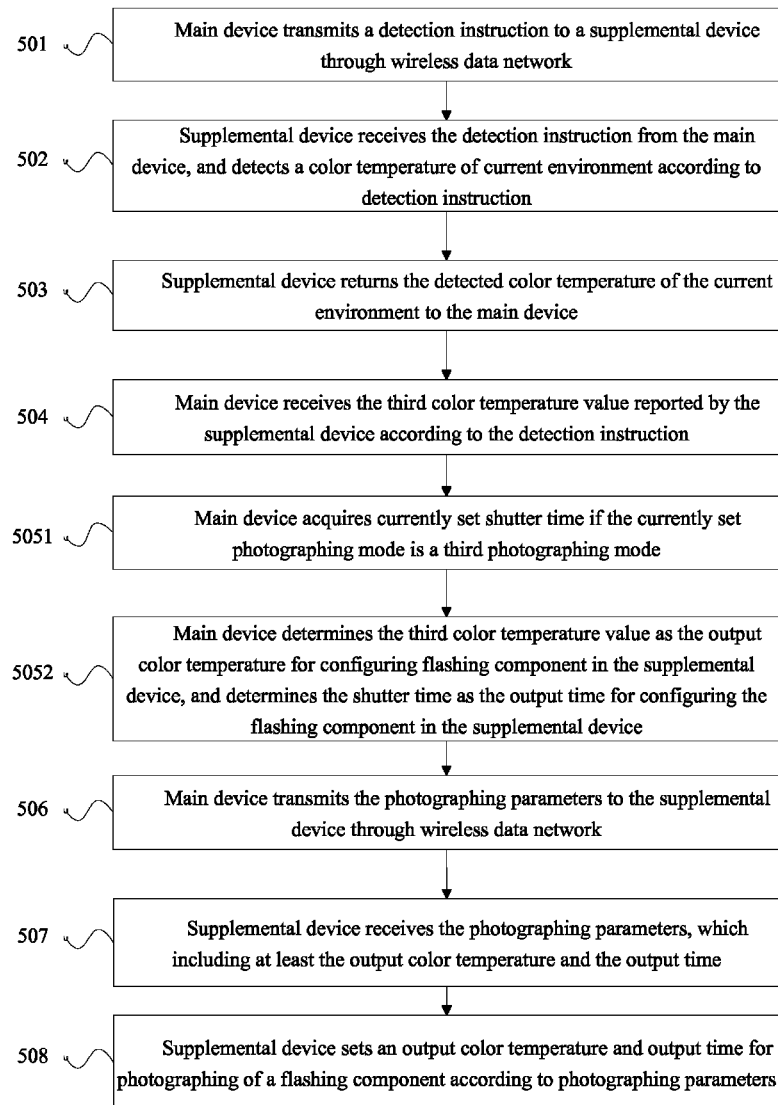 501
Main device transmits a detection instruction to a supplemental device
through wireless data network
502
Supplemental device receives the detection instruction from the main
device, and detects a color temperature of current environment according to
detection instruction
503
Supplemental device returns the detected color temperature of the current
environment to the main device
504
Main device receives the third color temperature value reported by the
supplemental device according to the detection instruction
5051
Main device acquires currently set shutter time if the currently set
photographing mode is a third photographing mode
5052
Main device determines the third color temperature value as the output
color temperature for configuring flashing component in the supplemental
device, and determines the shutter time as the output time for configuring the
flashing component in the supplemental device
506
Main device transmits the photographing parameters to the supplemental
device through wireless data network
507
Supplemental device receives the photographing parameters, which
including at least the output color temperature and the output time
508
Supplemental device sets an output color temperature and output time for
photographing of a flashing component according to photographing parameters